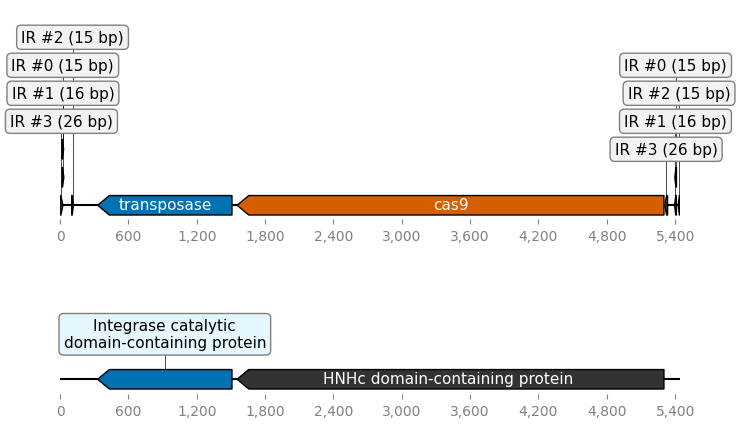 IR #2 (15 bp)
IR #0 (15 bp) IR #0 (15 bp)
IR #1 (16 bp) IR #2 (15 bp)
IR #3 (26 bp) IR #1 (16 bp)
IR #3 (26 bp)
transposase cas9
0 600 1,200 1,800 2,400 3,000 3,600 4,200 4,800 5,400
Integrase catalytic
domain-containing protein
HNHc domain-containing protein
0 600 1,200 1,800 2,400 3,000 3,600 4,200 4,800 5,400